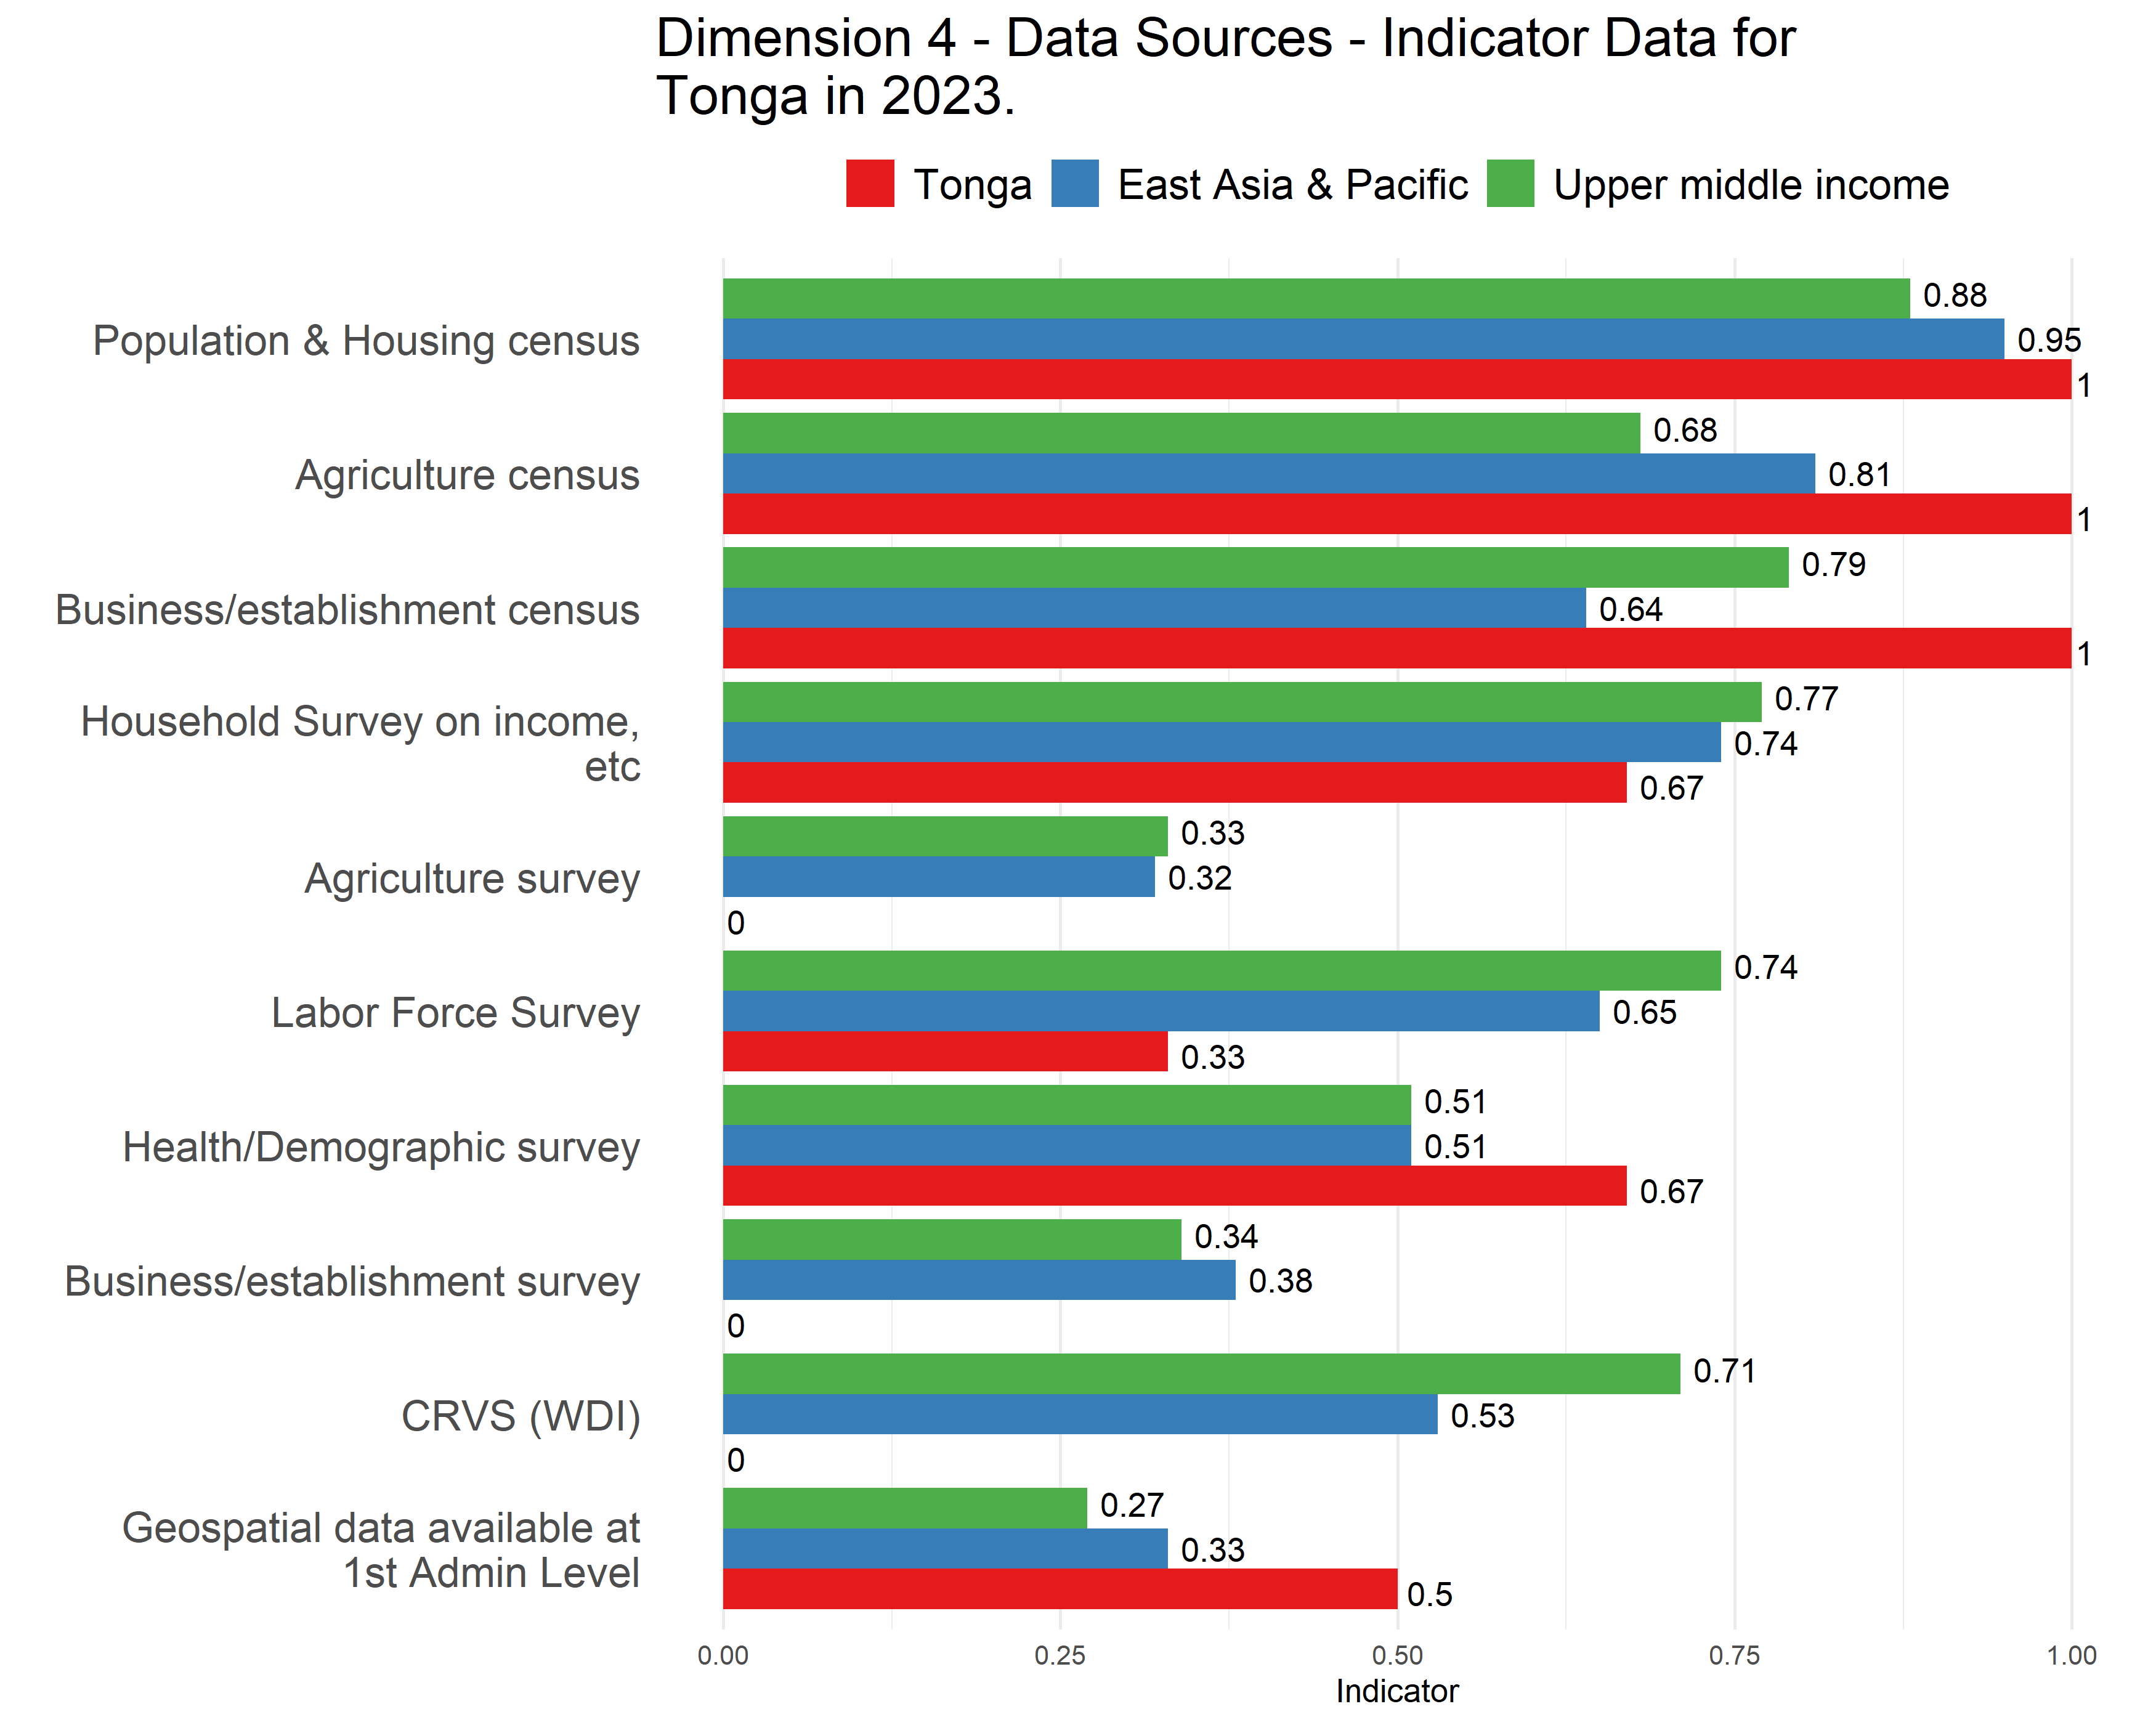 Dimension 4 - Data Sources - Indicator Data for
Tonga in 2023.
Tonga East Asia & Pacific Upper middle income
Population & Housing census
0.88
0.95
1
Agriculture census
0.68
0.81
1
Business/establishment census
0.79
0.64
1
Household Survey on income,
etc
0.77
0.74
0.67
Agriculture survey
0.33
0.32
0
Labor Force Survey
0.74
0.65
0.33
Health/Demographic survey
0.51
0.51
0.67
Business/establishment survey
0.34
0.38
0
CRVS (WDI)
0.71
0.53
0
Geospatial data available at
1st Admin Level
0.27
0.33
0.5
0.00 0.25 0.50 0.75 1.00
Indicator